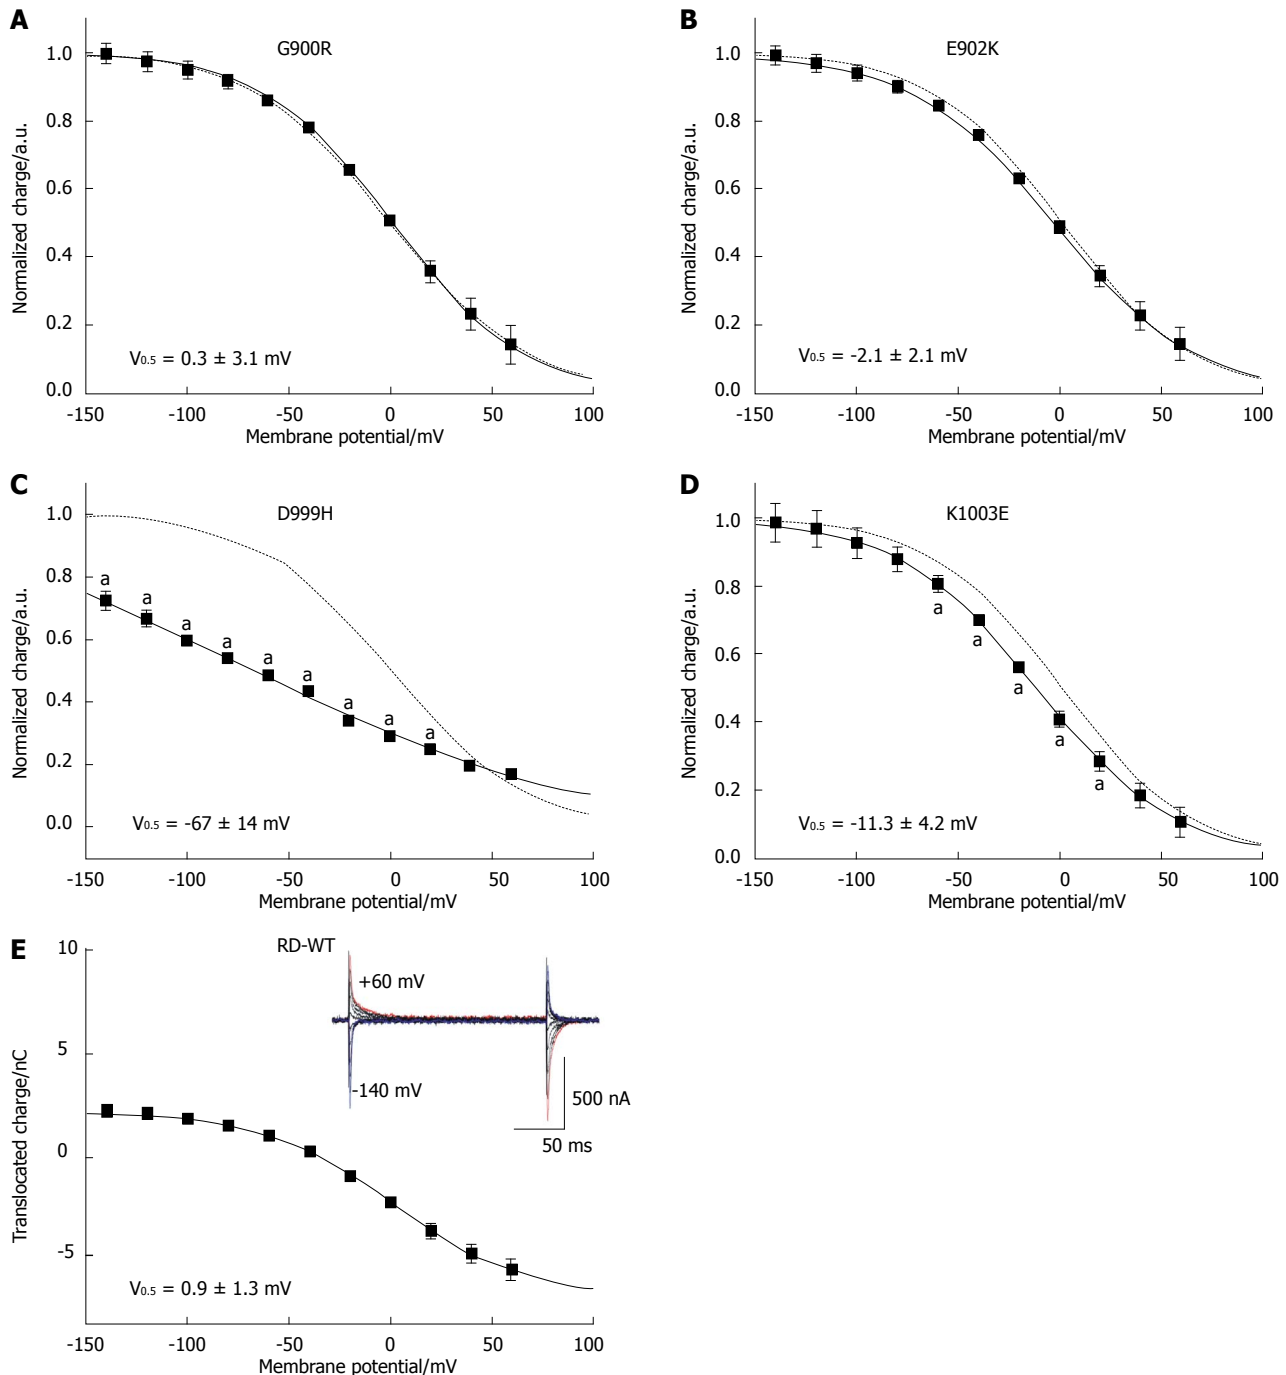 A
G900R
1.0
0.8
0.6
0.4
0.2
0.0
Normalized charge/a.u.
V0.5 = 0.3 ± 3.1 mV
-150 -100 -50 0 50 100
Membrane potential/mV
B
E902K
1.0
0.8
0.6
0.4
0.2
0.0
Normalized charge/a.u.
V0.5 = -2.1 ± 2.1 mV
-150 -100 -50 0 50 100
Membrane potential/mV
C
D999H
1.0
0.8
0.6
0.4
0.2
0.0
Normalized charge/a.u.
a a a a a a a a a
V0.5 = -67 ± 14 mV
-150 -100 -50 0 50 100
Membrane potential/mV
D
K1003E
1.0
0.8
0.6
0.4
0.2
0.0
Normalized charge/a.u.
a a a a a
V0.5 = -11.3 ± 4.2 mV
-150 -100 -50 0 50 100
Membrane potential/mV
E
RD-WT
10
5
0
-5
Translocated charge/nC
+60 mV
-140 mV
500 nA
50 ms
V0.5 = 0.9 ± 1.3 mV
-150 -100 -50 0 50 100
Membrane potential/mV